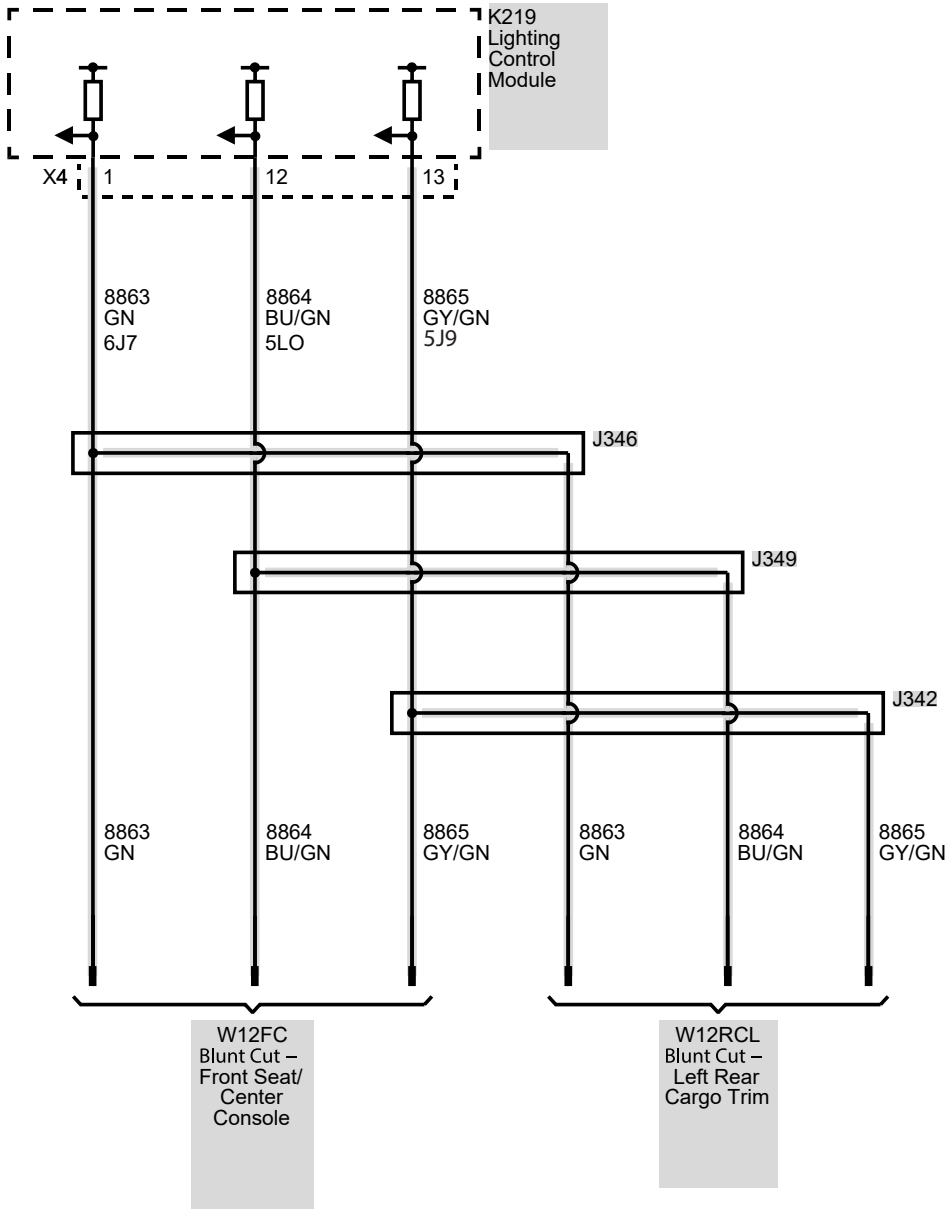 K219
Lighting
Control
Module
X4
1
12
13
8863
GN
6J7
8864
BU/GN
5LO
8865
GY/GN
5J9
J346
J349
J342
8863
GN
8864
BU/GN
8865
GY/GN
8863
GN
8864
BU/GN
8865
GY/GN
W12FC
Blunt Cut –
Front Seat/
Center
Console
W12RCL
Blunt Cut –
Left Rear
Cargo Trim